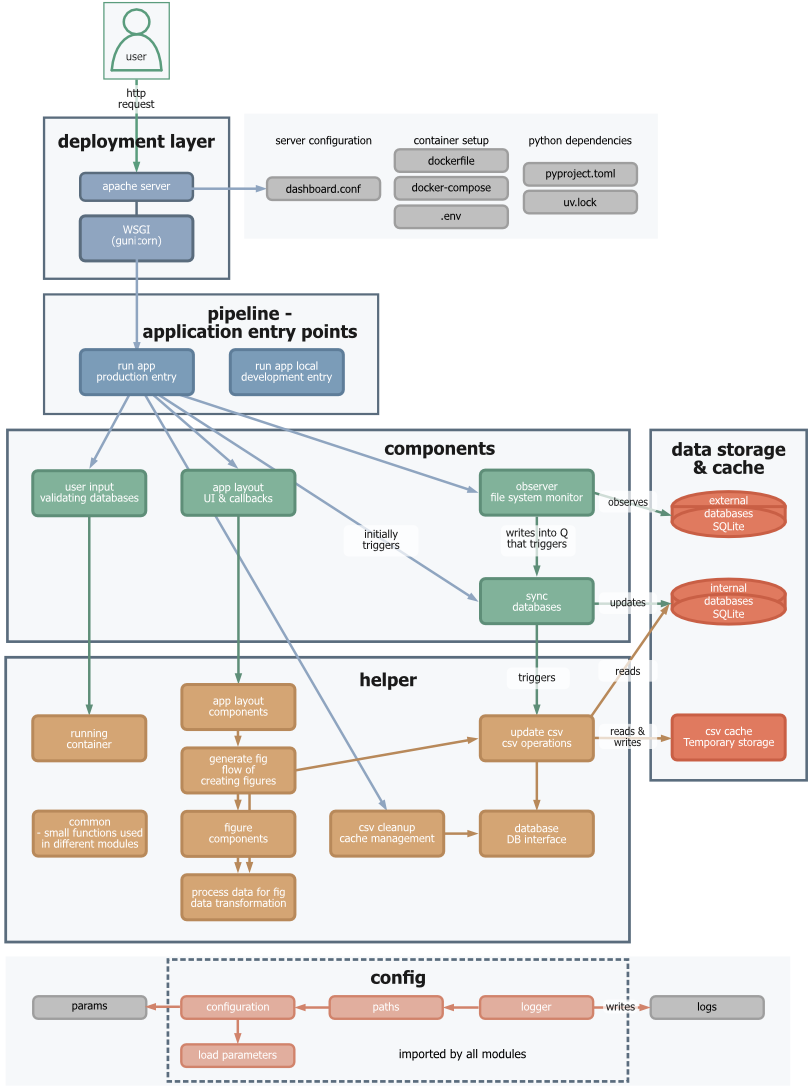 user
http
request
deployment layer
apache server
WSGI
(gunicorn)
server configuration
dashboard.conf
container setup
dockerfile
docker-compose
.env
python dependencies
pyproject.toml
uv.lock
pipeline -
application entry points
run app
production entry
run app local
development entry
components
user input
validating databases
app layout
UI & callbacks
observer
file system monitor
initially
triggers
writes into Q
that triggers
sync
databases
observes
updates
data storage
& cache
external
databases
SQLite
internal
databases
SQLite
reads
reads &
writes
csv cache
Temporary storage
helper
triggers
running
container
app layout
components
update csv
csv operations
generate fig
flow of
creating figures
common
- small functions used
in different modules
figure
components
csv cleanup
cache management
database
DB interface
process data for fig
data transformation
config
params
configuration
paths
logger
writes
logs
load parameters
imported by all modules